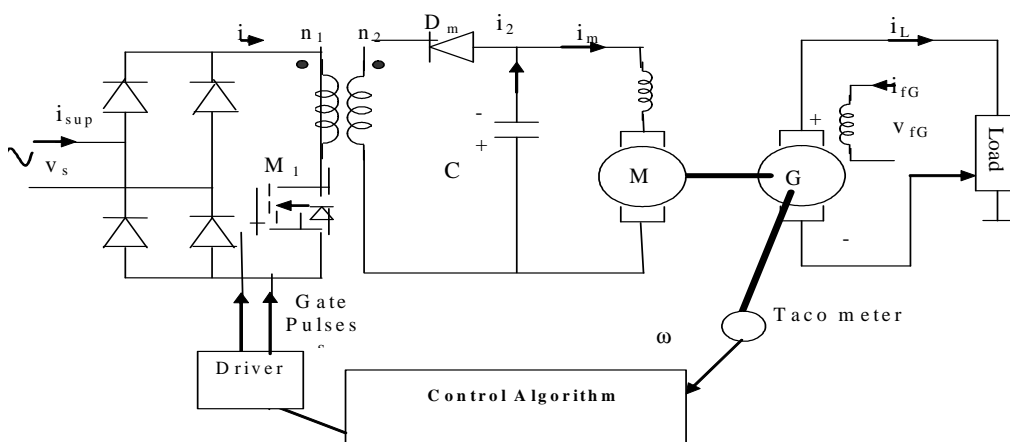 i n 1 n 2 D m i 2 i m i L
i sup
v s
M 1
-
+
C
M
+
G
i fG
v fG
Load
-
Gate
Pulses
Driver
ω
Taco meter
Control Algorithm